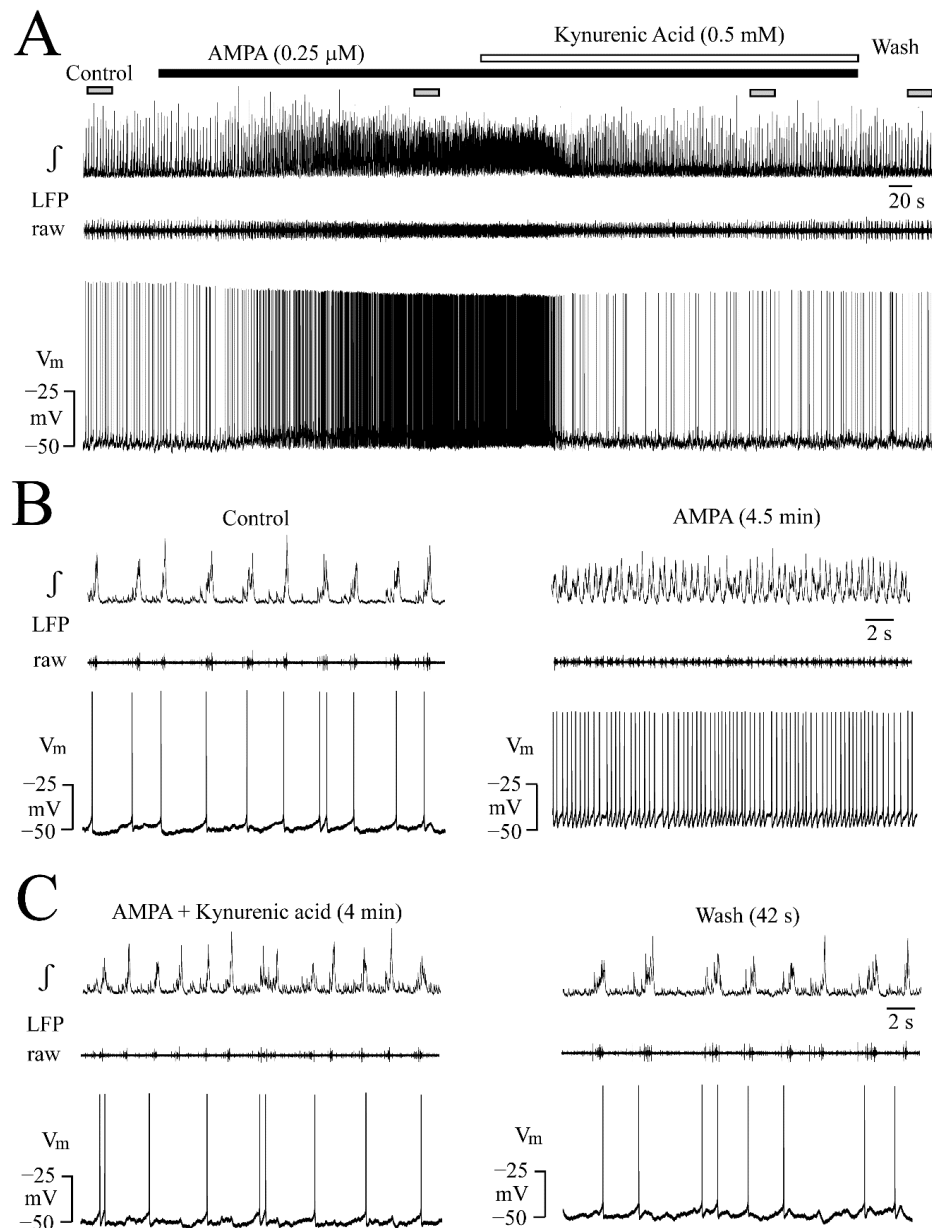 A
Kynurenic Acid (0.5 mM)
AMPA (0.25 μM)
Wash
Control
∫
20 s
LFP
raw
Vm
−25
mV
−50
B
Control
AMPA (4.5 min)
∫
LFP
2 s
raw
Vm
Vm
−25
−25
mV
mV
−50
−50
C
AMPA + Kynurenic acid (4 min)
Wash (42 s)
∫
LFP
2 s
raw
Vm
Vm
−25
−25
mV
mV
−50
−50